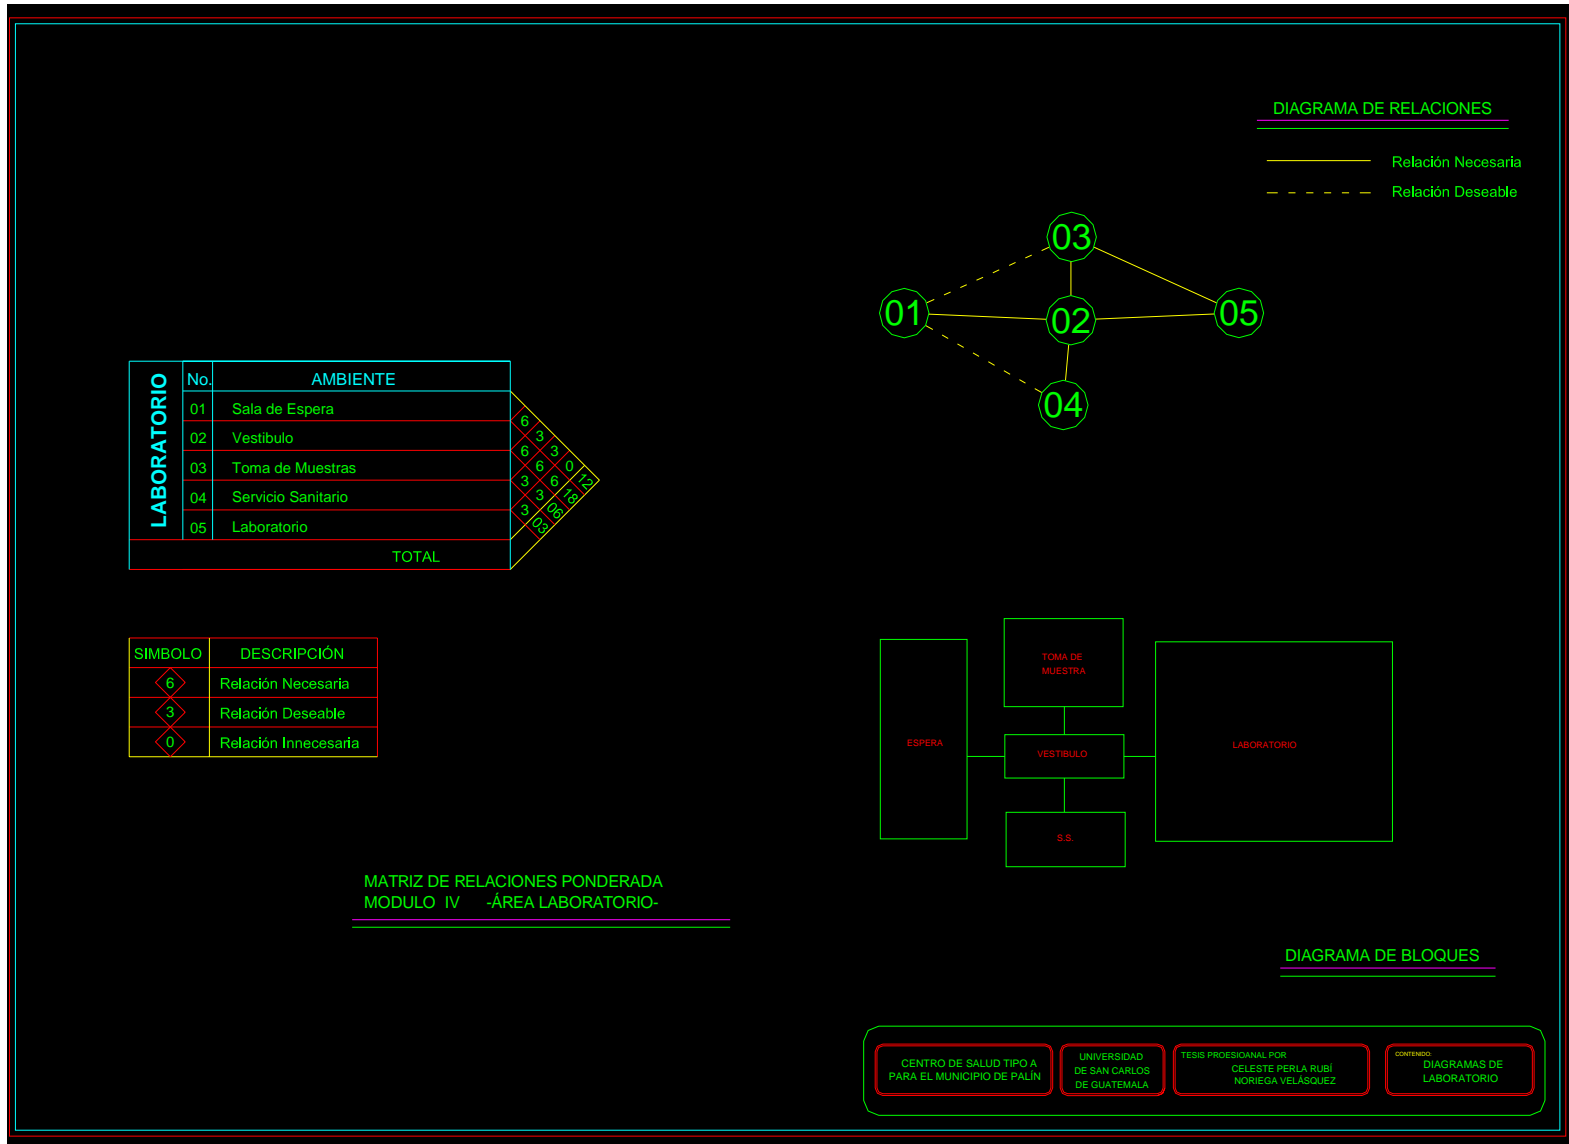 DIAGRAMA DE RELACIONES
Relación Necesaria
Relación Deseable
03
01
02
05
04
LABORATORIO
No. AMBIENTE
01 Sala de Espera
02 Vestibulo
03 Toma de Muestras
04 Servicio Sanitario
05 Laboratorio
TOTAL
6
3
6 3
6 0
3 6 12
3 18
3 06
03
SIMBOLO DESCRIPCIÓN
6 Relación Necesaria
3 Relación Deseable
0 Relación Innecesaria
TOMA DE
MUESTRA
ESPERA
VESTIBULO
LABORATORIO
S.S.
MATRIZ DE RELACIONES PONDERADA
MODULO IV -ÁREA LABORATORIO-
DIAGRAMA DE BLOQUES
CENTRO DE SALUD TIPO A
PARA EL MUNICIPIO DE PALÍN
UNIVERSIDAD
DE SAN CARLOS
DE GUATEMALA
TESIS PROESIOANAL POR
CELESTE PERLA RUBÍ
NORIEGA VELÁSQUEZ
CONTENIDO:
DIAGRAMAS DE
LABORATORIO